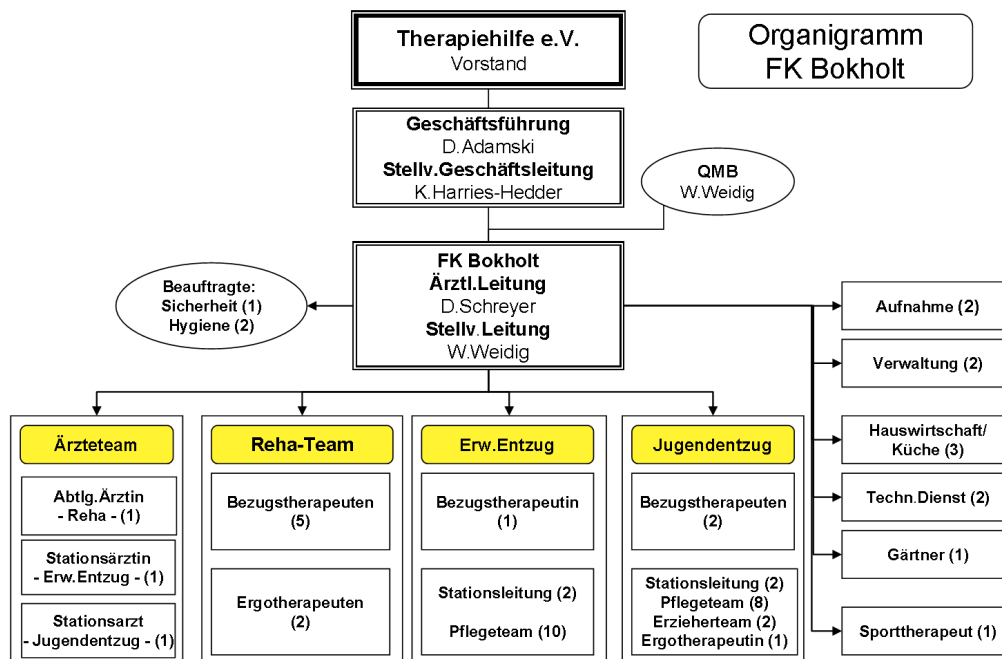 Therapiehilfe e.V.
Vorstand
Organigramm
FK Bokholt
Geschäftsführung
D.Adamski
Stellv.Geschäftsleitung
K.Harries-Hedder
QMB
W.Weidig
FK Bokholt
Ärztl.Leitung
D.Schreyer
Stellv.Leitung
W.Weidig
Beauftragte:
Sicherheit (1)
Hygiene (2)
Aufnahme (2)
Verwaltung (2)
Hauswirtschaft/
Küche (3)
Techn.Dienst (2)
Gärtner (1)
Sporttherapeut (1)
Ärzteteam
Abtlg.Ärztin
- Reha - (1)
Stationsärztin
- Erw.Entzug - (1)
Stationsarzt
- Jugendentzug - (1)
Reha-Team
Bezugstherapeuten
(5)
Ergotherapeuten
(2)
Erw.Entzug
Bezugstherapeutin
(1)
Stationsleitung (2)
Pflegeteam (10)
Jugendentzug
Bezugstherapeuten
(2)
Stationsleitung (2)
Pflegeteam (8)
Erzieherteam (2)
Ergotherapeutin (1)